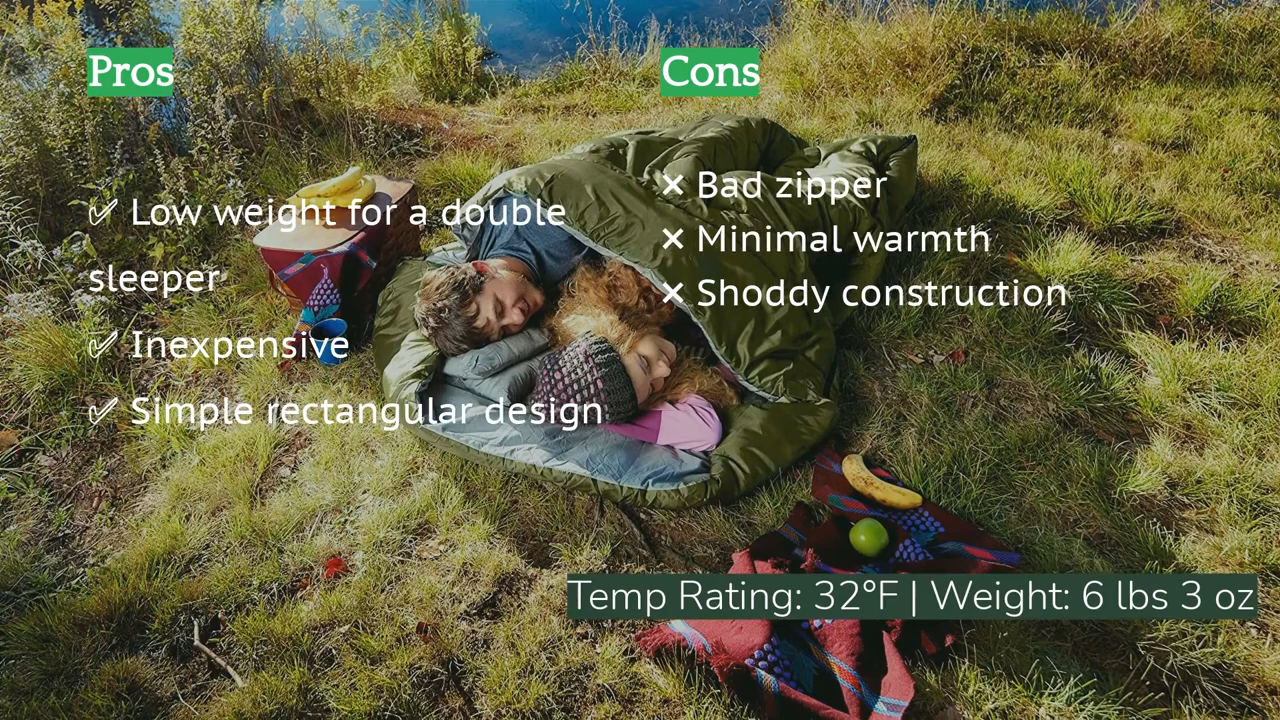 Pros
✅ Low weight for a double
sleeper
✅ Inexpensive
✅ Simple rectangular design
Cons
✕ Bad zipper
✕ Minimal warmth
✕ Shoddy construction
Temp Rating: 32°F | Weight: 6 lbs 3 oz